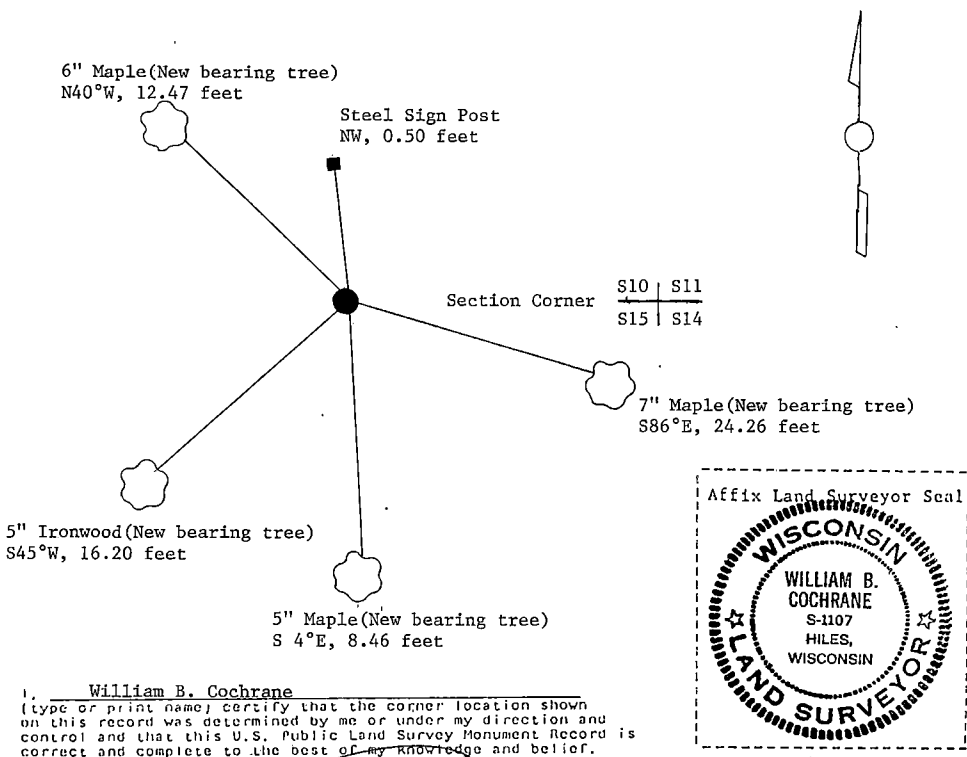 6" Maple(New bearing tree)
N40°W, 12.47 feet
Steel Sign Post
NW, 0.50 feet
Section Corner
S10 | S11
S15 | S14
7" Maple(New bearing tree)
S86°E, 24.26 feet
5" Ironwood(New bearing tree)
S45°W, 16.20 feet
5" Maple(New bearing tree)
S 4°E, 8.46 feet
Affix Land Surveyor Seal
WISCONSIN
WILLIAM B.
COCHRANE
S-1107
HILES,
WISCONSIN
LAND SURVEYOR
I, William B. Cochrane
(type or print name) certify that the corner location shown
on this record was determined by me or under my direction and
control and that this U.S. Public Land Survey Monument Record is
correct and complete to the best of my knowledge and belief.